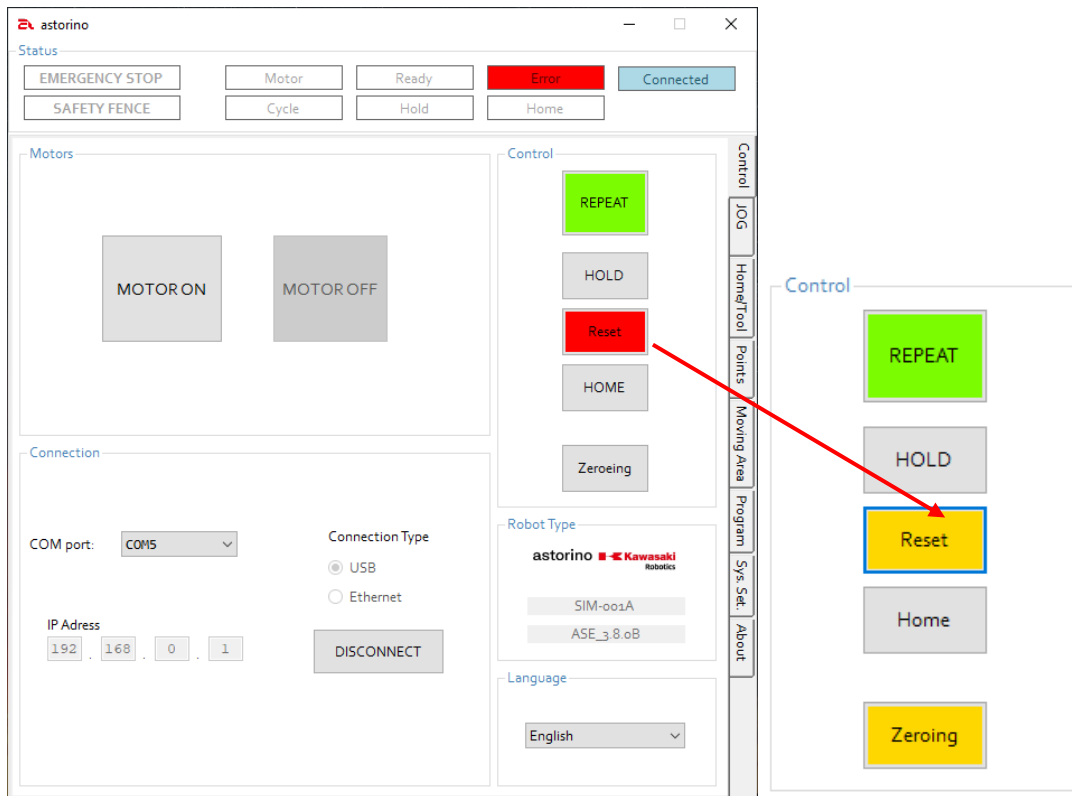 astorino
Status
EMERGENCY STOP
Motor
Ready
Error
Connected
SAFETY FENCE
Cycle
Hold
Home
Motors
MOTOR ON
MOTOR OFF
Control
REPEAT
HOLD
Reset
HOME
Zeroeing
Control
JOG
Home/Tool
Points
Moving Area
Program
Sys. Set.
About
Connection
COM port:
COM5
Connection Type
USB
Ethernet
IP Adress
192 . 168 . 0 . 1
DISCONNECT
Robot Type
astorino Kawasaki
Robotics
SIM-001A
ASE_3.8.0B
Language
English
Control
REPEAT
HOLD
Reset
Home
Zeroing